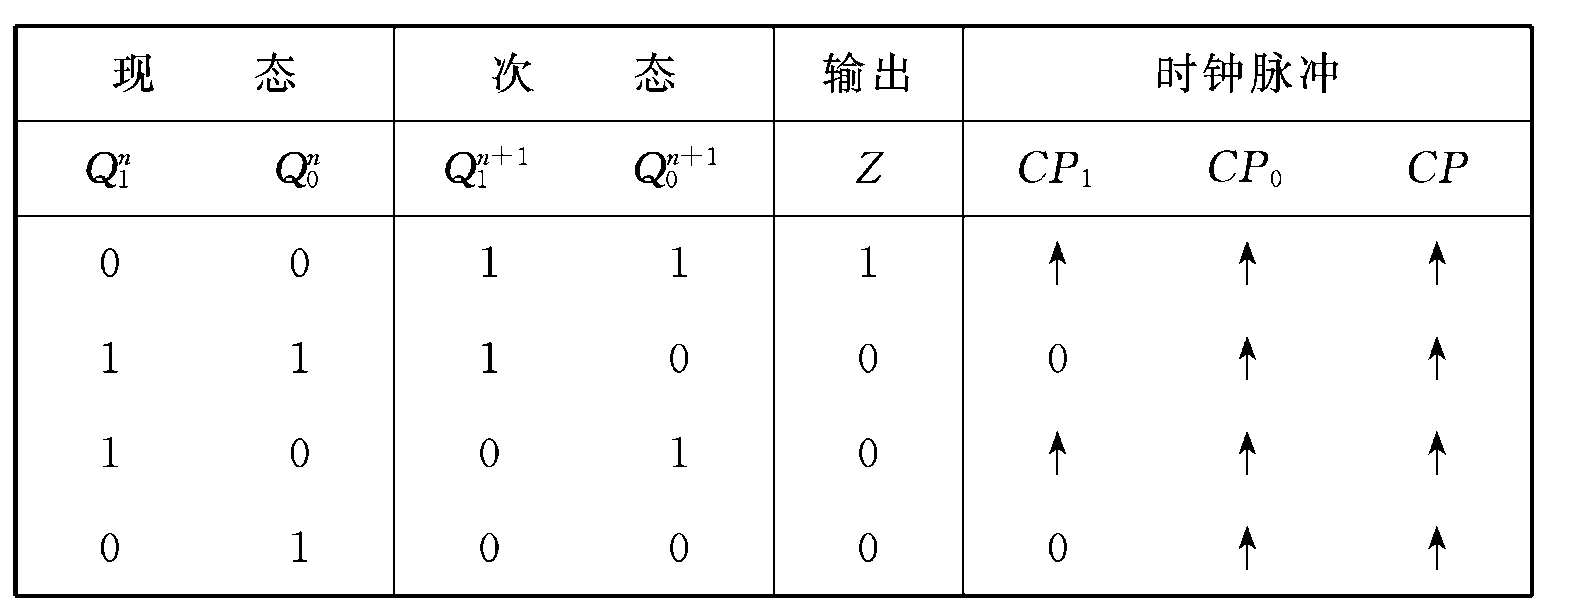 现 态 次 态 输出 时钟脉冲
Q₁ⁿ Q₀ⁿ Q₁ⁿ⁺¹ Q₀ⁿ⁺¹ Z CP₁ CP₀ CP
0 0 1 1 1 ↑ ↑ ↑
1 1 1 0 0 0 ↑ ↑
1 0 0 1 0 ↑ ↑ ↑
0 1 0 0 0 0 ↑ ↑